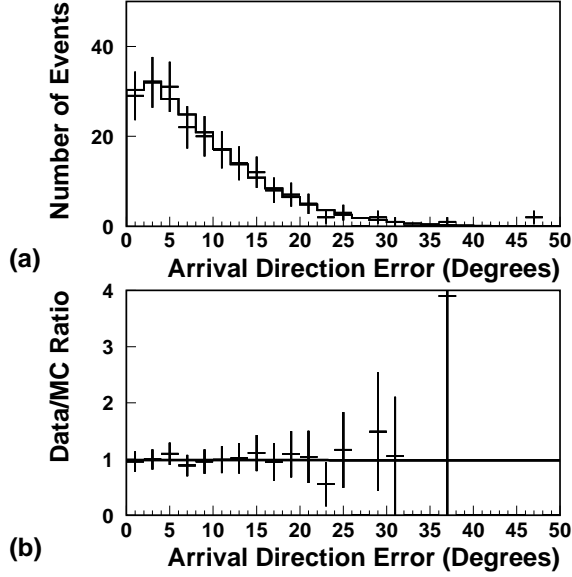 Number of Events
40
20
0
0 5 10 15 20 25 30 35 40 45 50
(a)
Arrival Direction Error (Degrees)
Data/MC Ratio
4
3
2
1
0
0 5 10 15 20 25 30 35 40 45 50
(b)
Arrival Direction Error (Degrees)